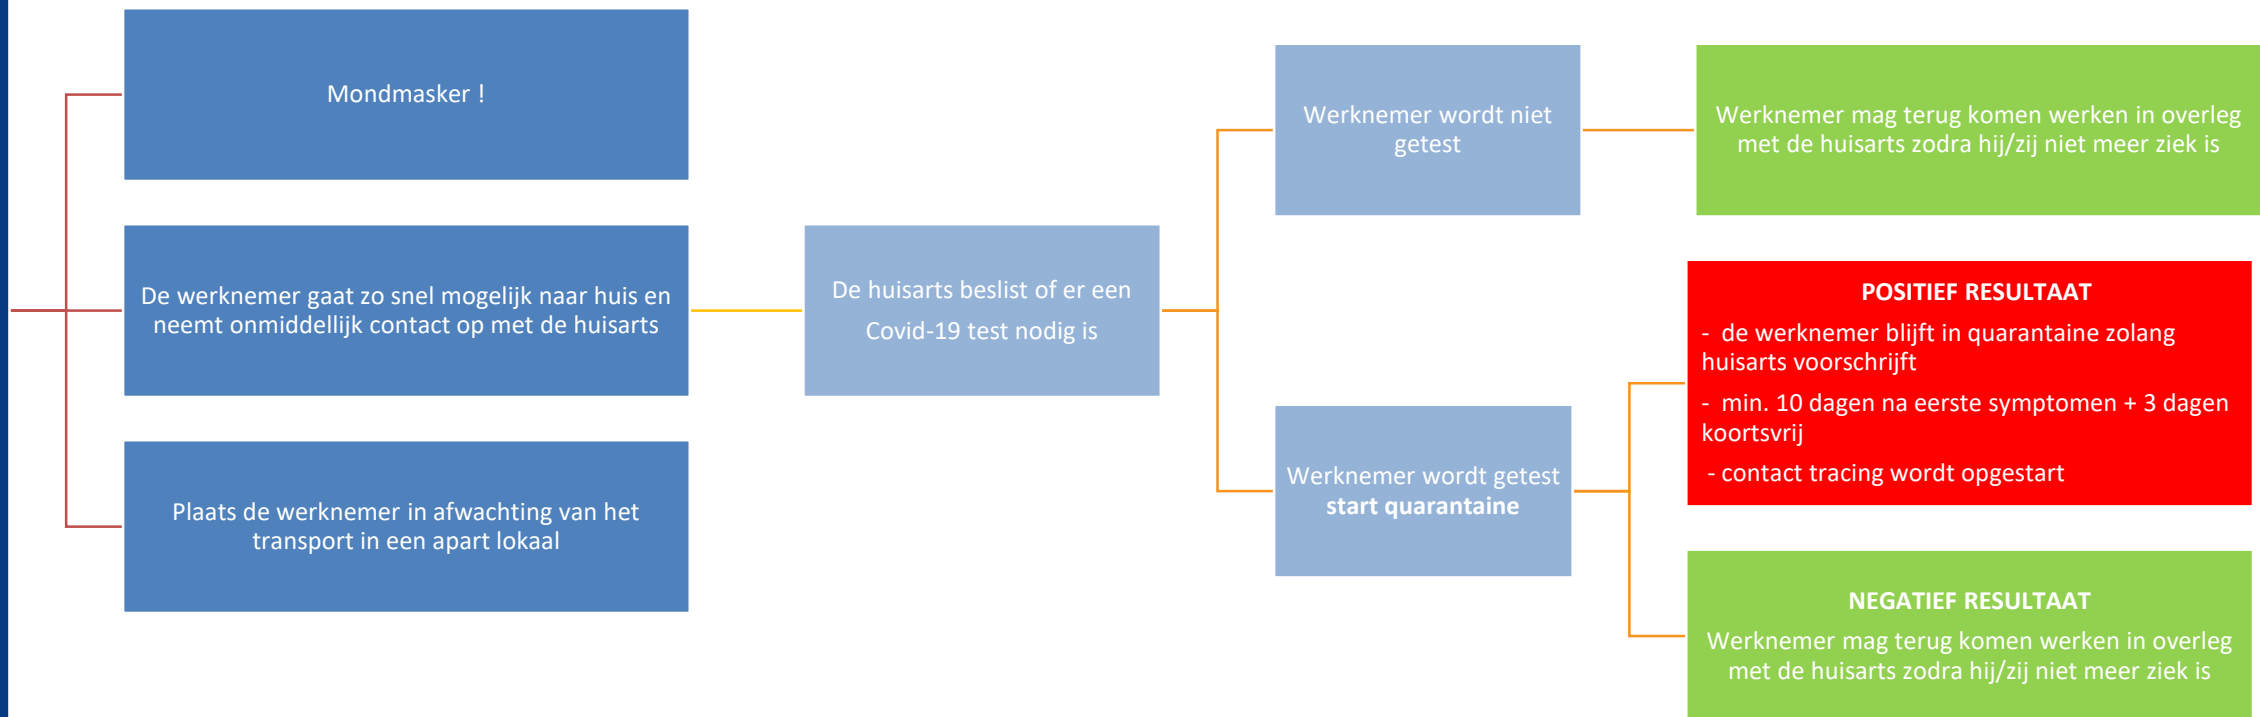 Mondmasker !
De werknemer gaat zo snel mogelijk naar huis en
neemt onmiddellijk contact op met de huisarts
Plaats de werknemer in afwachting van het
transport in een apart lokaal
De huisarts beslist of er een
Covid-19 test nodig is
Werknemer wordt niet
getest
Werknemer mag terug komen werken in overleg
met de huisarts zodra hij/zij niet meer ziek is
Werknemer wordt getest
start quarantaine
POSITIEF RESULTAAT
- de werknemer blijft in quarantaine zolang
huisarts voorschrijft
- min. 10 dagen na eerste symptomen + 3 dagen
koortsvrij
- contact tracing wordt opgestart
NEGATIEF RESULTAAT
Werknemer mag terug komen werken in overleg
met de huisarts zodra hij/zij niet meer ziek is